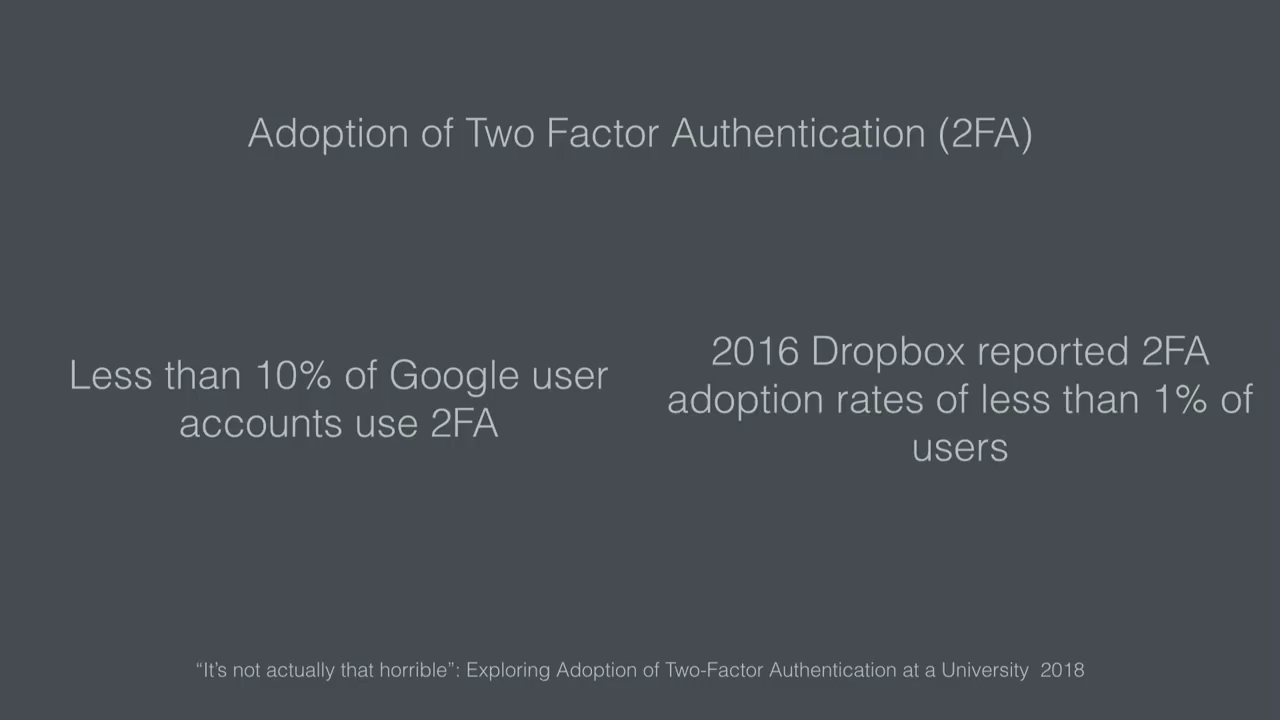 Adoption of Two Factor Authentication (2FA)
Less than 10% of Google user
accounts use 2FA
2016 Dropbox reported 2FA
adoption rates of less than 1% of
users
“It’s not actually that horrible”: Exploring Adoption of Two-Factor Authentication at a University 2018